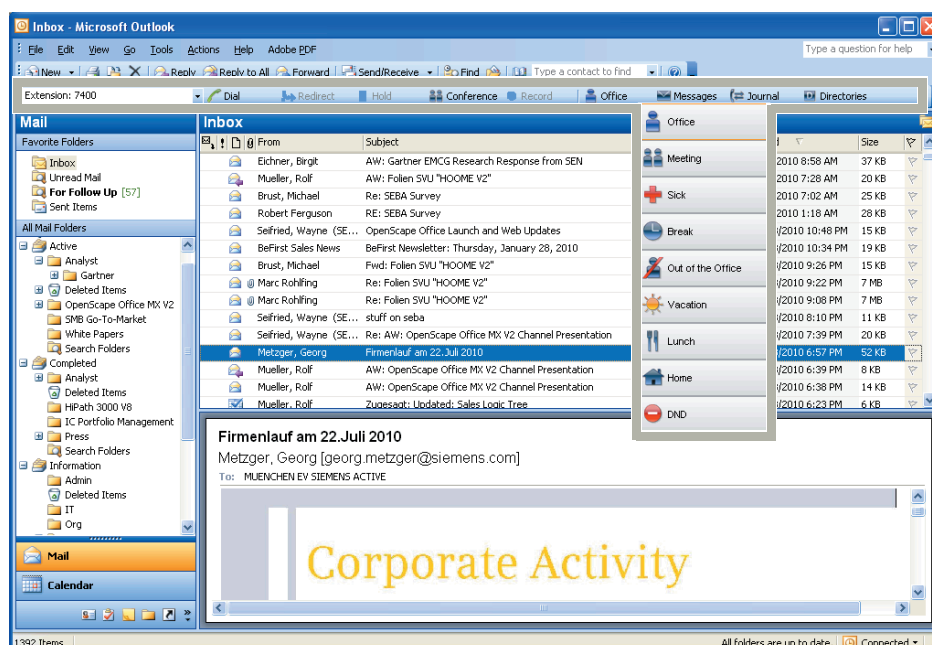 Inbox - Microsoft Outlook
File Edit View Go Tools Actions Help Adobe PDF Type a question for help
New Reply Reply to All Forward Send/Receive Find Type a contact to find
Extension: 7400 Dial Redirect Hold Conference Record Office Messages Journal Directories
Mail
Favorite Folders
Inbox
Unread Mail
For Follow Up [57]
Sent Items
All Mail Folders
Active
Analyst
Gartner
Deleted Items
OpenScape Office MX V2
SMB Go-To-Market
White Papers
Search Folders
Completed
Analyst
Deleted Items
HiPath 3000 V8
IC Portfolio Management
Press
Search Folders
Information
Admin
Deleted Items
IT
Org
Mail
Calendar
1392 Items
Inbox
From Subject Size
Eichner, Birgit AW: Gartner EMCG Research Response from SEN 2010 8:58 AM 37 KB
Mueller, Rolf AW: Folien SVU "HOOME V2" 2010 7:28 AM 20 KB
Brust, Michael Re: SEBA Survey 2010 7:02 AM 25 KB
Robert Ferguson RE: SEBA Survey 2010 1:18 AM 28 KB
Seifried, Wayne (SE... OpenScape Office Launch and Web Updates /2010 10:48 PM 15 KB
BeFirst Sales News BeFirst Newsletter: Thursday, January 28, 2010 /2010 10:34 PM 19 KB
Brust, Michael Fwd: Folien SVU "HOOME V2" /2010 9:26 PM 15 KB
Marc Rohlfing Re: Folien SVU "HOOME V2" /2010 9:22 PM 7 MB
Marc Rohlfing Re: Folien SVU "HOOME V2" /2010 9:08 PM 7 MB
Seifried, Wayne (SE... stuff on seba /2010 8:10 PM 11 KB
Seifried, Wayne (SE... Re: AW: OpenScape Office MX V2 Channel Presentation /2010 7:39 PM 20 KB
Metzger, Georg Firmenlauf am 22.Juli 2010 /2010 6:57 PM 52 KB
Mueller, Rolf AW: OpenScape Office MX V2 Channel Presentation /2010 6:39 PM 8 KB
Mueller, Rolf AW: OpenScape Office MX V2 Channel Presentation /2010 6:38 PM 14 KB
Mueller, Rolf Zugesagt: Updated: Sales Logic Tree /2010 6:23 PM 6 KB
Office
Meeting
Sick
Break
Out of the Office
Vacation
Lunch
Home
DND
Firmenlauf am 22.Juli 2010
Metzger, Georg [georg.metzger@siemens.com]
To: MUENCHEN EV SIEMENS ACTIVE
Corporate Activity
All folders are up to date. Connected